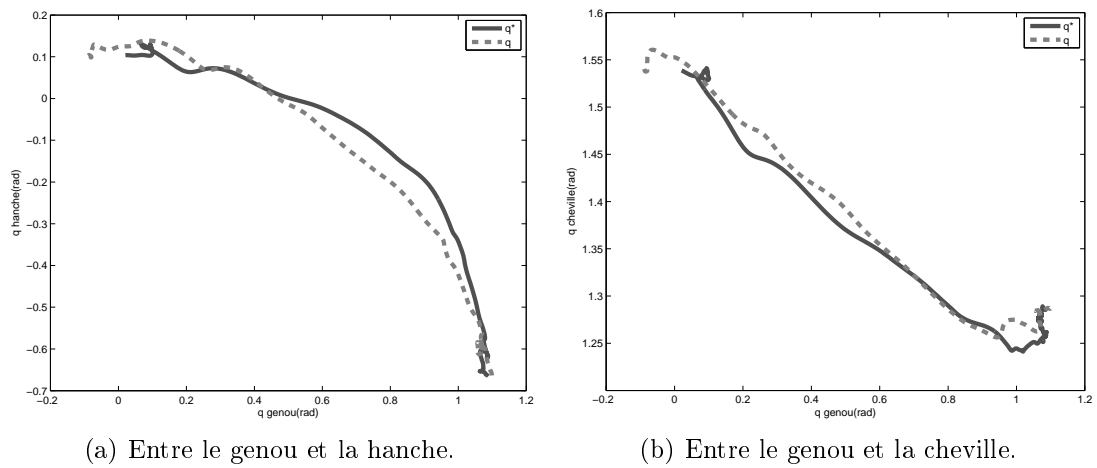 0.2
0.1
0
−0.1
−0.2
−0.3
−0.4
−0.5
−0.6
−0.7
q hanche(rad)
−0.2 0 0.2 0.4 0.6 0.8 1 1.2
q genou(rad)
q*
q
(a) Entre le genou et la hanche.
1.6
1.55
1.5
1.45
1.4
1.35
1.3
1.25
q cheville(rad)
−0.2 0 0.2 0.4 0.6 0.8 1 1.2
q genou(rad)
q*
q
(b) Entre le genou et la cheville.